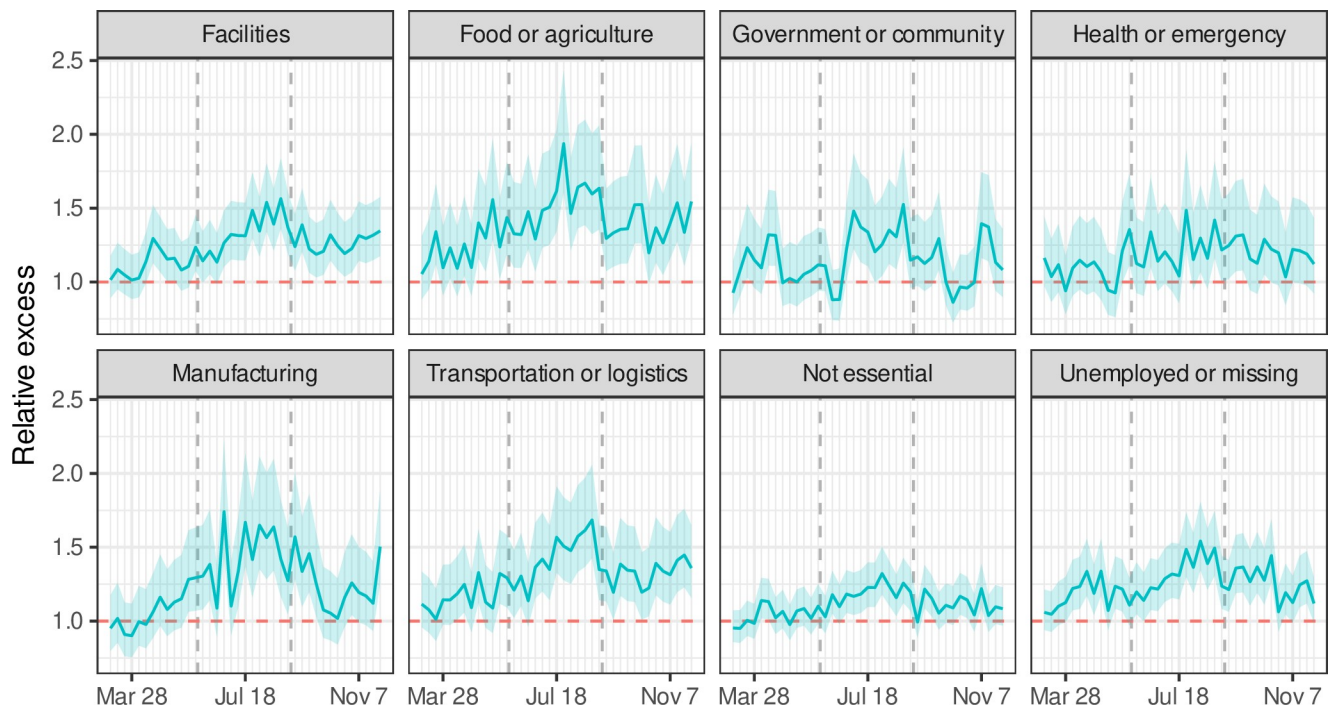 Facilities
Food or agriculture
Government or community
Health or emergency
2.5
2.0
1.5
1.0
Relative excess
Manufacturing
Transportation or logistics
Not essential
Unemployed or missing
2.5
2.0
1.5
1.0
Mar 28 Jul 18 Nov 7
Mar 28 Jul 18 Nov 7
Mar 28 Jul 18 Nov 7
Mar 28 Jul 18 Nov 7